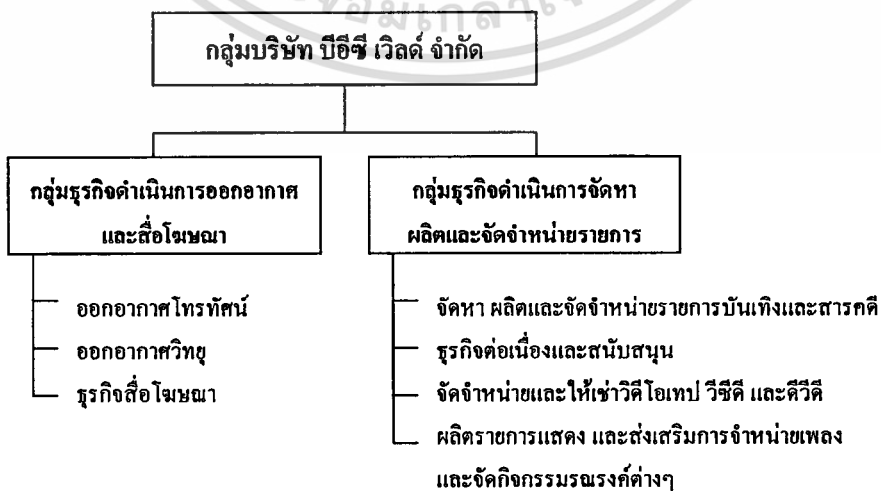 กลุ่มบริษัท บีอีซี เวิลด์ จำกัด
กลุ่มธุรกิจดำเนินการออกอากาศ
และสื่อโฆษณา
ออกอากาศโทรทัศน์
ออกอากาศวิทยุ
ธุรกิจสื่อโฆษณา
กลุ่มธุรกิจดำเนินการจัดหา
ผลิตและจัดจำหน่ายรายการ
จัดหา ผลิตและจัดจำหน่ายรายการบันเทิงและสารคดี
ธุรกิจต่อเนื่องและสนับสนุน
จัดจำหน่ายและให้เช่าวิดีโอเทป วีซีดี และดีวีดี
ผลิตรายการแสดง และส่งเสริมการจำหน่ายเพลง
และจัดกิจกรรมรณรงค์ต่างๆ